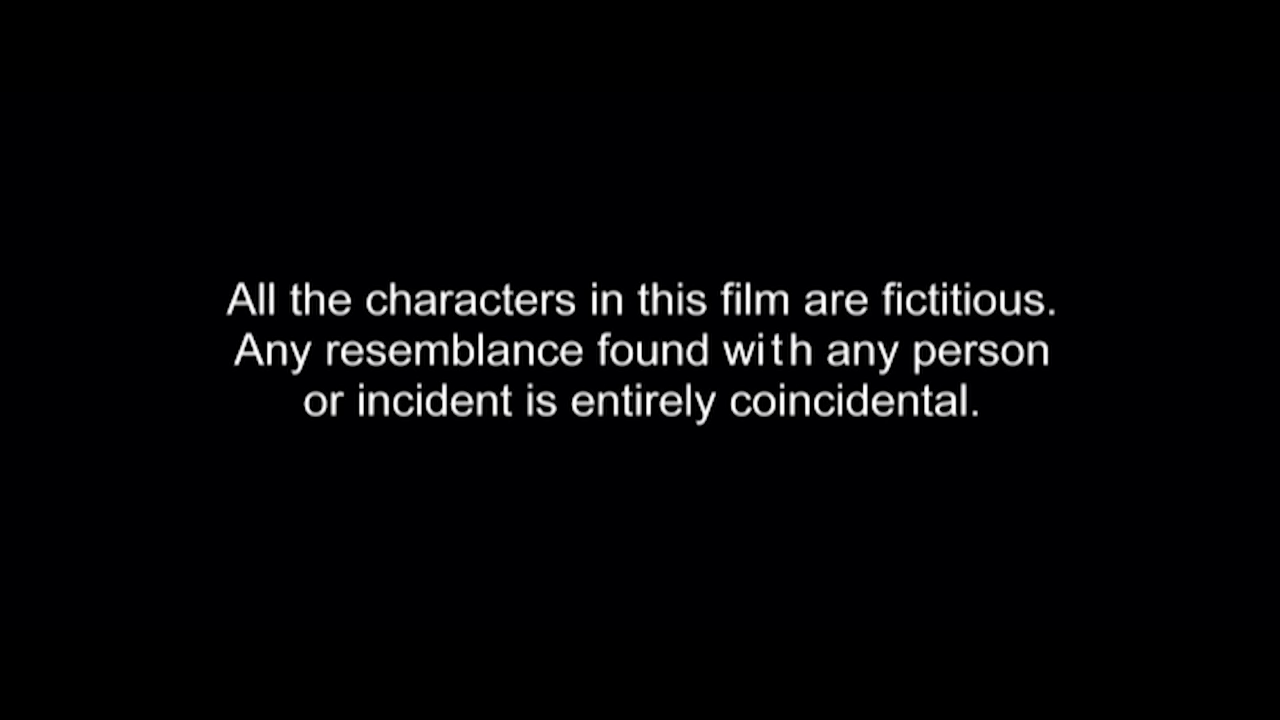 All the characters in this film are fictitious.
Any resemblance found with any person
or incident is entirely coincidental.